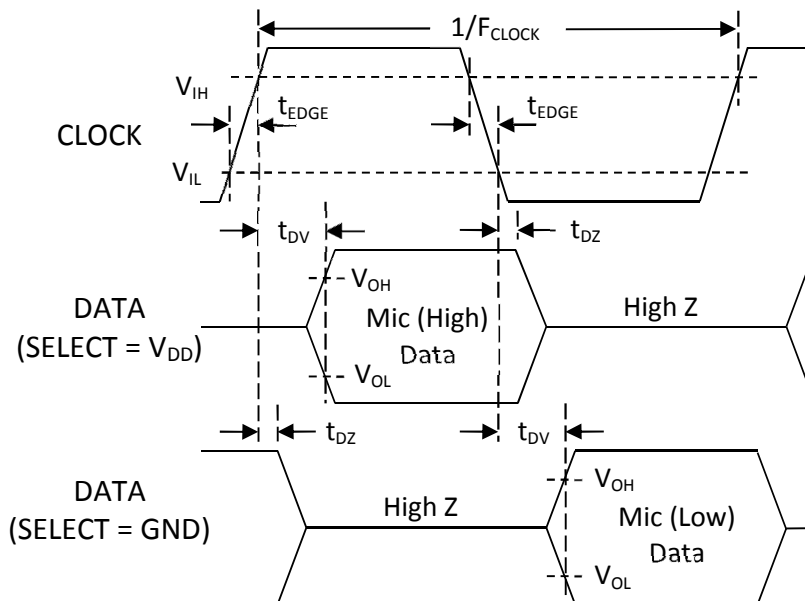 1/F_CLOCK
V_IH
t_EDGE
t_EDGE
CLOCK
V_IL
t_DV
t_DZ
V_OH
DATA
(SELECT = V_DD)
Mic (High)
Data
High Z
V_OL
t_DZ
t_DV
DATA
(SELECT = GND)
High Z
V_OH
Mic (Low)
Data
V_OL